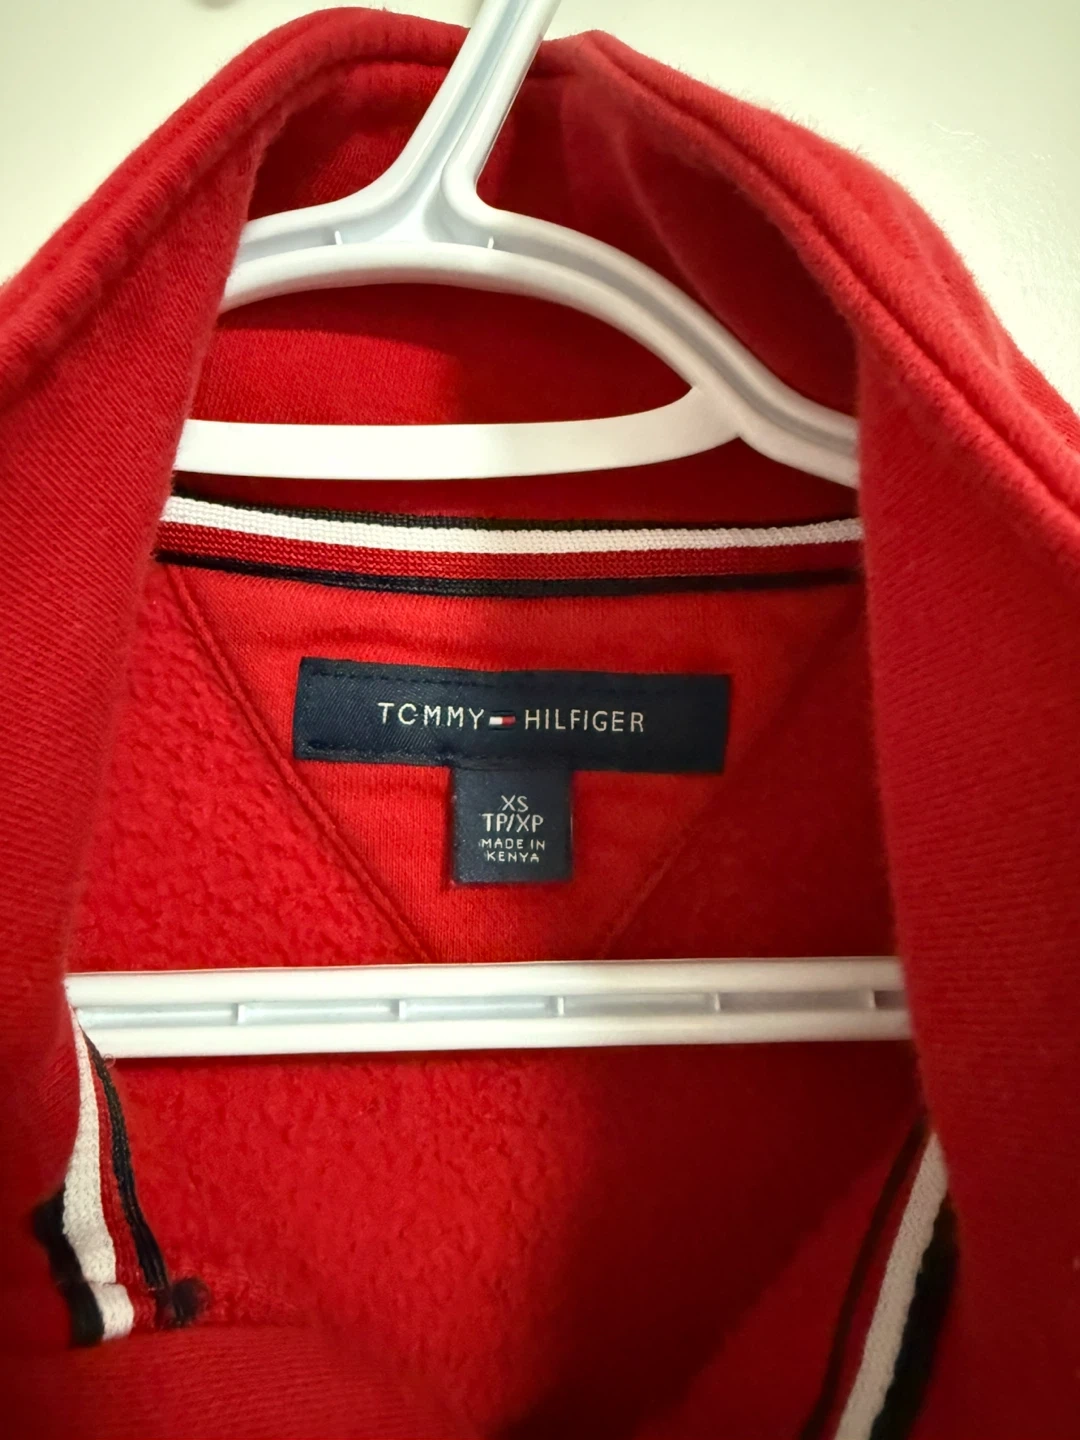 TOMMY HILFIGER
XS
TP/XP
MADE IN
KENYA